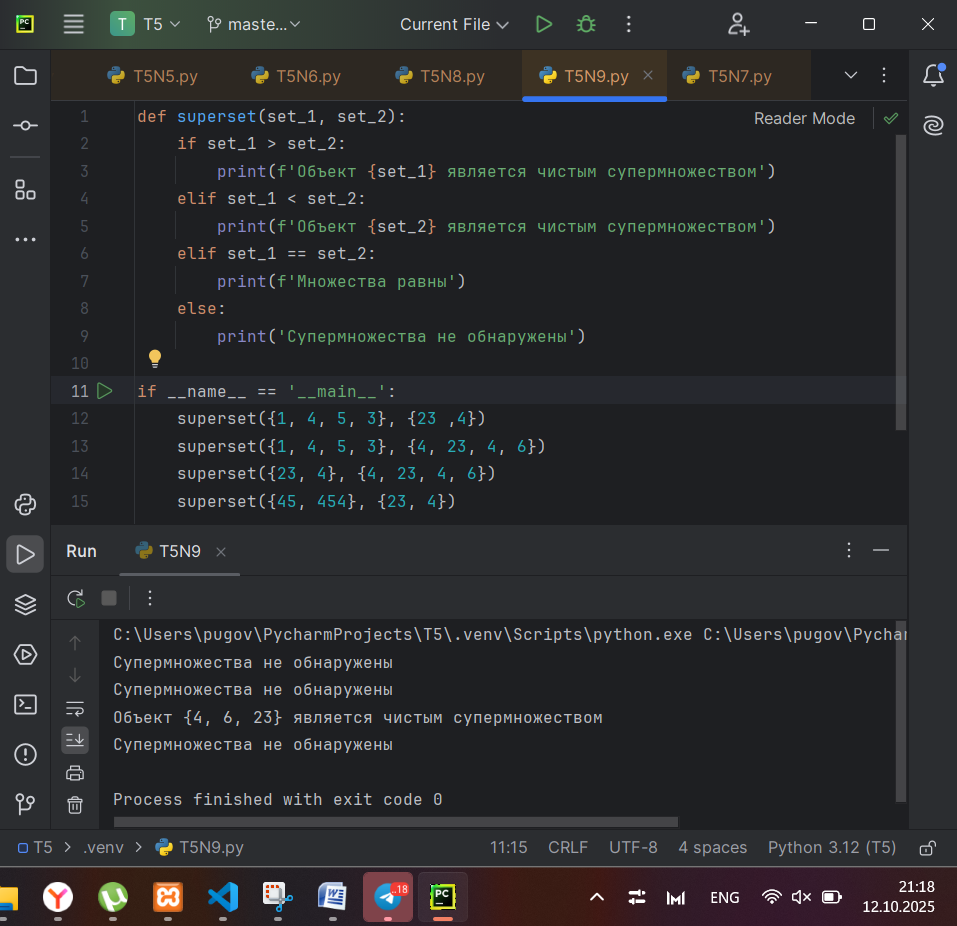 PC
T
T5
maste...
Current File
T5N5.py
T5N6.py
T5N8.py
T5N9.py
T5N7.py
Reader Mode
1 def superset(set_1, set_2):
2 if set_1 > set_2:
3 print(f'Объект {set_1} является чистым супермножеством')
4 elif set_1 < set_2:
5 print(f'Объект {set_2} является чистым супермножеством')
6 elif set_1 == set_2:
7 print(f'Множества равны')
8 else:
9 print('Супермножества не обнаружены')
10
11 if __name__ == '__main__':
12 superset({1, 4, 5, 3}, {23 ,4})
13 superset({1, 4, 5, 3}, {4, 23, 4, 6})
14 superset({23, 4}, {4, 23, 4, 6})
15 superset({45, 454}, {23, 4})
Run
T5N9
C:\Users\pugov\PycharmProjects\T5\.venv\Scripts\python.exe C:\Users\pugov\Pychar
Супермножества не обнаружены
Супермножества не обнаружены
Объект {4, 6, 23} является чистым супермножеством
Супермножества не обнаружены
Process finished with exit code 0
T5 > .venv > T5N9.py
11:15
CRLF
UTF-8
4 spaces
Python 3.12 (T5)
..18
PC
ENG
21:18
12.10.2025